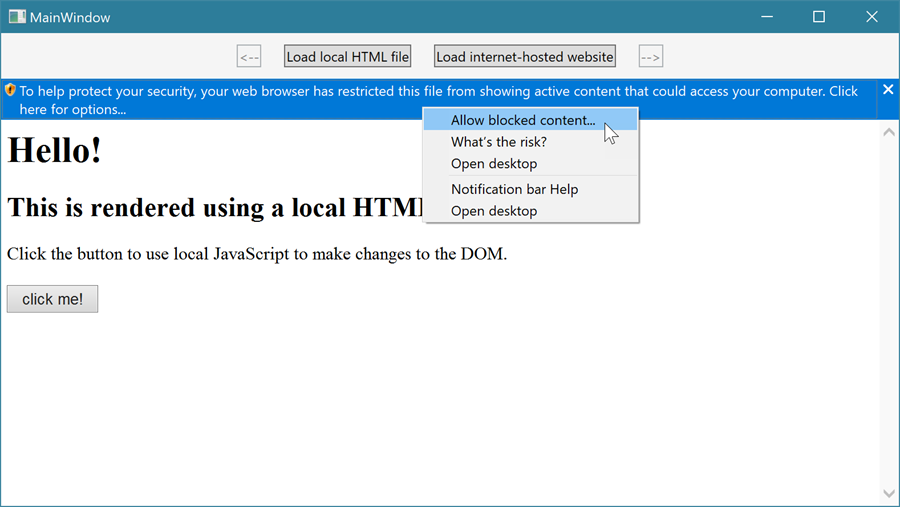 MainWindow
<-- Load local HTML file Load internet-hosted website -->
To help protect your security, your web browser has restricted this file from showing active content that could access your computer. Click
here for options...
Allow blocked content...
What's the risk?
Open desktop
Notification bar Help
Open desktop
Hello!
This is rendered using a local
Click the button to use local JavaScript to make changes to the DOM.
click me!